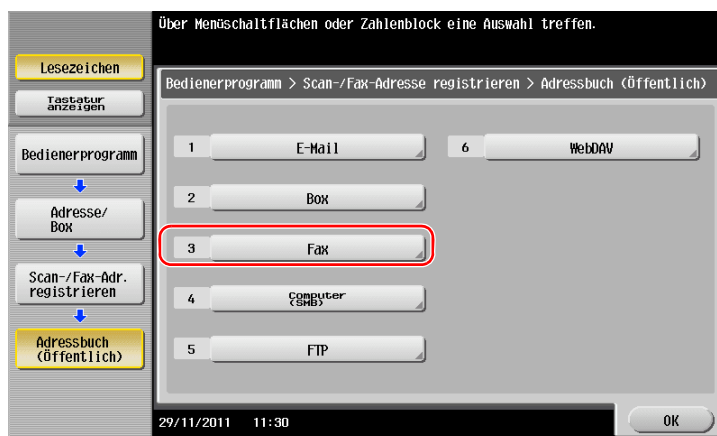 Über Menüschaltflächen oder Zahlenblock eine Auswahl treffen.
Lesezeichen
Tastatur
anzeigen
Bedienerprogramm
Adresse/
Box
Scan-/Fax-Adr.
registrieren
Adressbuch
(Öffentlich)
Bedienerprogramm > Scan-/Fax-Adresse registrieren > Adressbuch (Öffentlich)
1 E-Mail
6 WebDAV
2 Box
3 Fax
4 Computer
(SMB)
5 FTP
29/11/2011 11:30
OK